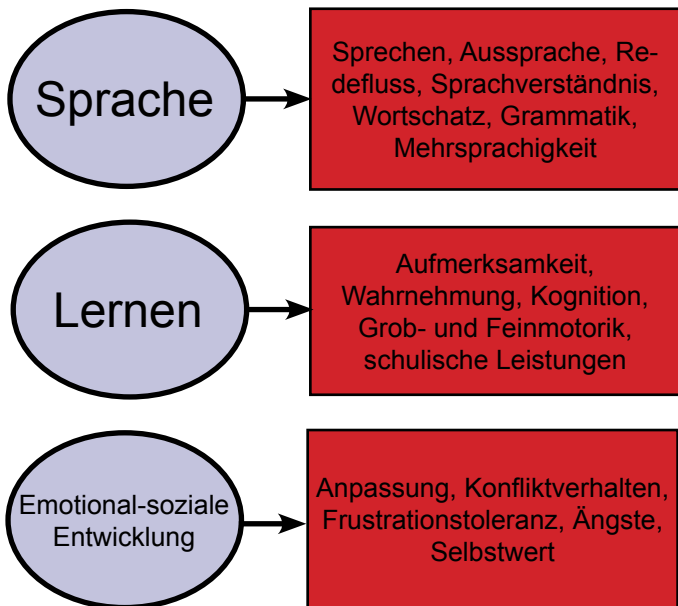 Sprache
Sprechen, Aussprache, Re-
defluss, Sprachverständnis,
Wortschatz, Grammatik,
Mehrsprachigkeit
Lernen
Aufmerksamkeit,
Wahrnehmung, Kognition,
Grob- und Feinmotorik,
schulische Leistungen
Emotional-soziale
Entwicklung
Anpassung, Konfliktverhalten,
Frustrationstoleranz, Ängste,
Selbstwert